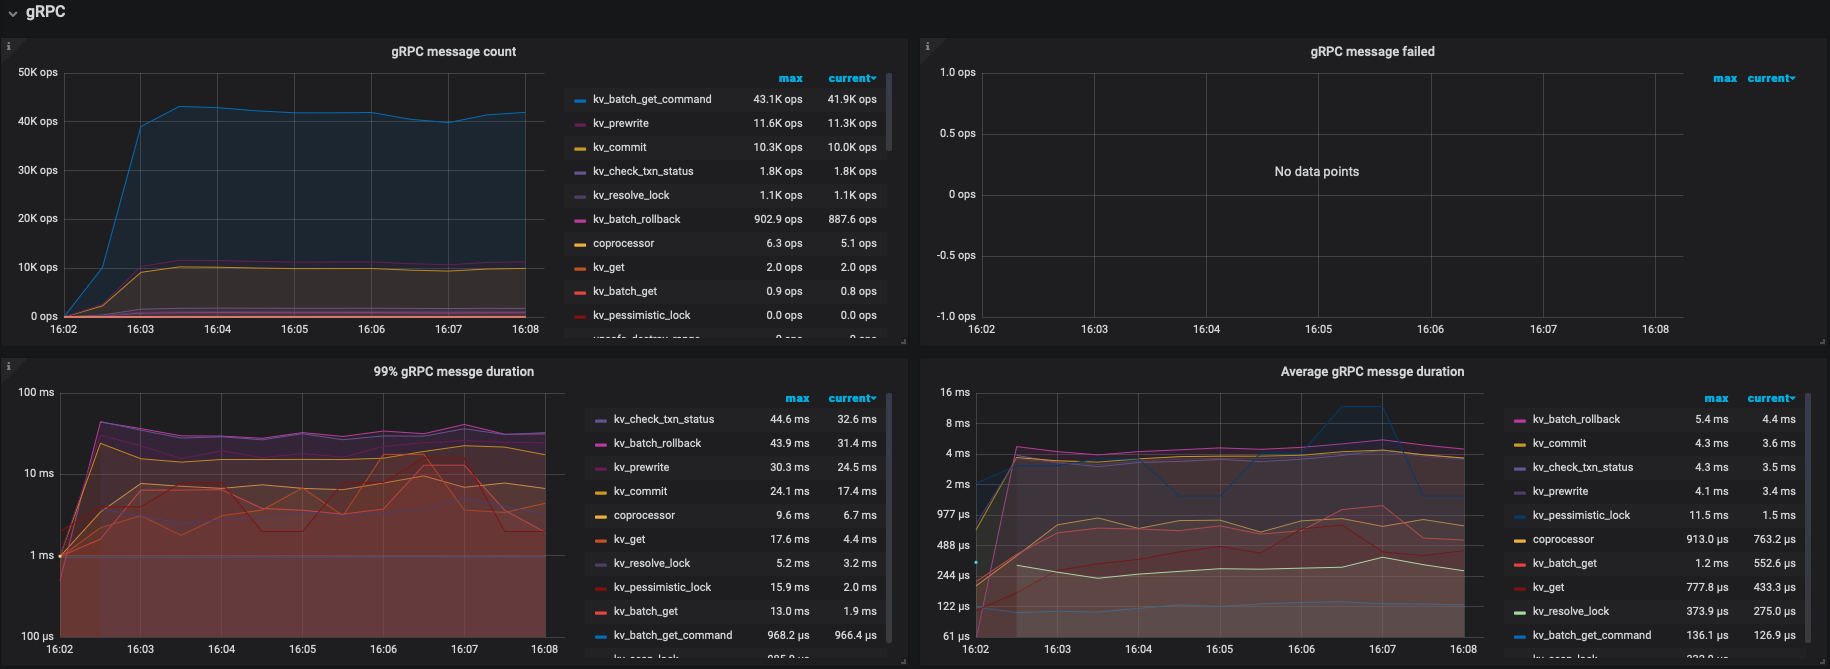 gRPC
gRPC message count
50K ops
40K ops
30K ops
20K ops
10K ops
0 ops
16:02 16:03 16:04 16:05 16:06 16:07 16:08
max current
kv_batch_get_command 43.1K ops 41.9K ops
kv_prewrite 11.6K ops 11.3K ops
kv_commit 10.3K ops 10.0K ops
kv_check_txn_status 1.8K ops 1.8K ops
kv_resolve_lock 1.1K ops 1.1K ops
kv_batch_rollback 902.9 ops 887.6 ops
coprocessor 6.3 ops 5.1 ops
kv_get 2.0 ops 2.0 ops
kv_batch_get 0.9 ops 0.8 ops
kv_pessimistic_lock 0.0 ops 0.0 ops
gRPC message failed
1.0 ops
0.5 ops
0 ops
-0.5 ops
-1.0 ops
No data points
16:02 16:03 16:04 16:05 16:06 16:07 16:08
max current
99% gRPC messge duration
100 ms
10 ms
1 ms
100 µs
16:02 16:03 16:04 16:05 16:06 16:07 16:08
max current
kv_check_txn_status 44.6 ms 32.6 ms
kv_batch_rollback 43.9 ms 31.4 ms
kv_prewrite 30.3 ms 24.5 ms
kv_commit 24.1 ms 17.4 ms
coprocessor 9.6 ms 6.7 ms
kv_get 17.6 ms 4.4 ms
kv_resolve_lock 5.2 ms 3.2 ms
kv_pessimistic_lock 15.9 ms 2.0 ms
kv_batch_get 13.0 ms 1.9 ms
kv_batch_get_command 968.2 µs 966.4 µs
Average gRPC messge duration
16 ms
8 ms
4 ms
2 ms
977 µs
488 µs
244 µs
122 µs
61 µs
16:02 16:03 16:04 16:05 16:06 16:07 16:08
max current
kv_batch_rollback 5.4 ms 4.4 ms
kv_commit 4.3 ms 3.6 ms
kv_check_txn_status 4.3 ms 3.5 ms
kv_prewrite 4.1 ms 3.4 ms
kv_pessimistic_lock 11.5 ms 1.5 ms
coprocessor 913.0 µs 763.2 µs
kv_batch_get 1.2 ms 552.6 µs
kv_get 777.8 µs 433.3 µs
kv_resolve_lock 373.9 µs 275.0 µs
kv_batch_get_command 136.1 µs 126.9 µs